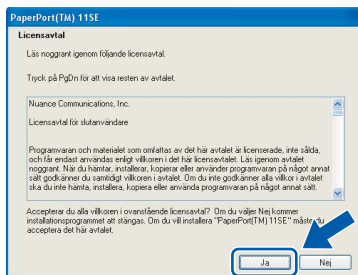 PaperPort(TM) 11SE
Licensavtal
Läs noggrant igenom följande licensavtal.
Tryck på PgDn för att visa resten av avtalet.
Nuance Communications, Inc.
Licensavtal för slutanvändare
Programvaran och materialet som omfattas av det här avtalet är licenserade, inte sålda,
och får endast användas enligt villkoren i det här licensavtalet. Läs igenom avtalet
noggrant. När du hämtar, installerar, kopierar eller använder programvaran på något annat
sätt godkänner du samtidigt villkoren i avtalet. Om du inte godkänner alla villkor i avtalet
ska du inte hämta, installera, kopiera eller använda programvaran på något annat sätt.
Accepterar du alla villkoren i ovanstående licensavtal? Om du väljer Nej kommer
installationsprogrammet att stängas. Om du vill installera "PaperPort(TM) 11SE" måste du
acceptera det här avtalet.
Ja
Nej